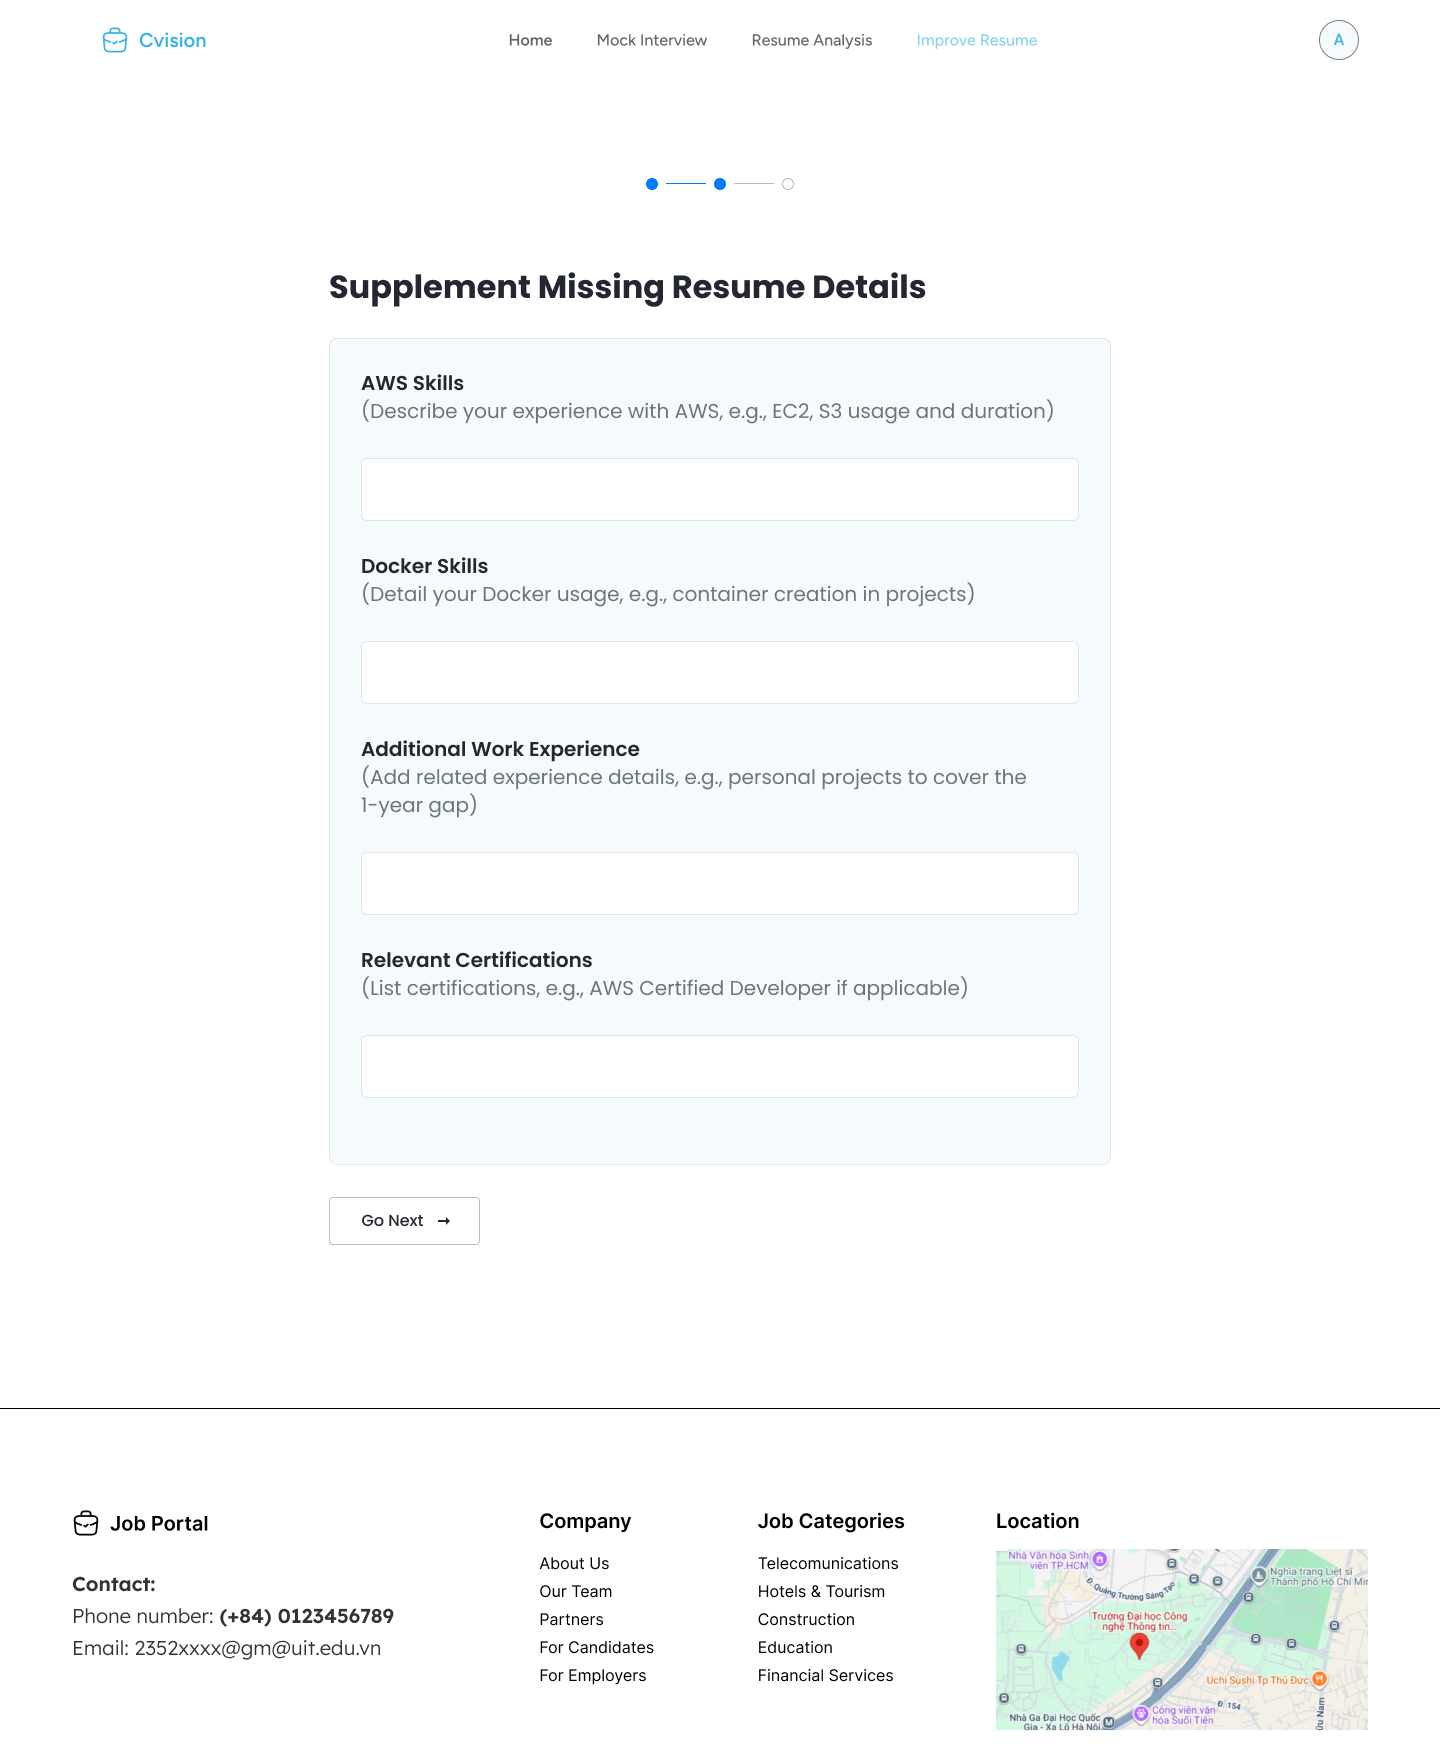 Cvision
Home
Mock Interview
Resume Analysis
Improve Resume
A
Supplement Missing Resume Details
AWS Skills
(Describe your experience with AWS, e.g., EC2, S3 usage and duration)
Docker Skills
(Detail your Docker usage, e.g., container creation in projects)
Additional Work Experience
(Add related experience details, e.g., personal projects to cover the
1-year gap)
Relevant Certifications
(List certifications, e.g., AWS Certified Developer if applicable)
Go Next
Job Portal
Contact:
Phone number: (+84) 0123456789
Email: 2352xxxx@gm@uit.edu.vn
Company
About Us
Our Team
Partners
For Candidates
For Employers
Job Categories
Telecomunications
Hotels & Tourism
Construction
Education
Financial Services
Location
Nhà Văn hóa Sinh
viên TP.HCM
Nghĩa trang Liệt sĩ
Thành phố Hồ Chí Mi
Đ. Quảng Trường Sáng Tạo
Trường Đại học Công
nghệ Thông tin...
Uchi Sushi Tp Thủ Đức
Đ. 154
Công viên văn
hóa Suối Tiên
Nhà Ga Đại Học Quốc
Gia - Xa Lộ Hà Nội
M
ữu Nam